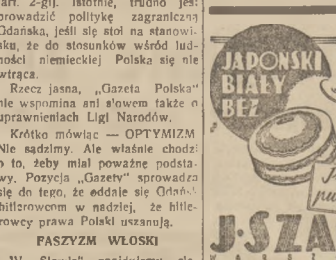 art. 2-gi). Istotnie, trudno jest
prowadzić politykę zagraniczną
Gdańska, jeśli się stoi na stanowi-
sku, że do stosunków wśród lud-
ności niemieckiej Polska się nie
wtrąca.
Rzecz jasna, „Gazeta Polska"
nie wspomina ani słowem także o
uprawnieniach Ligi Narodów.
Krótko mówiąc — OPTYMIZM
Nie sądzimy. Ale właśnie chodzi
o to, żeby miał poważne podsta-
wy. Pozycja „Gazety" sprowadza
się do tego, że oddaje się Gdańsk
hitlerowcom w nadziei, że hitle-
rowcy prawa Polski uszanują.
FASZYZM WŁOSKI
JAPOŃSKI
BIAŁY
BEZ
J·SZA